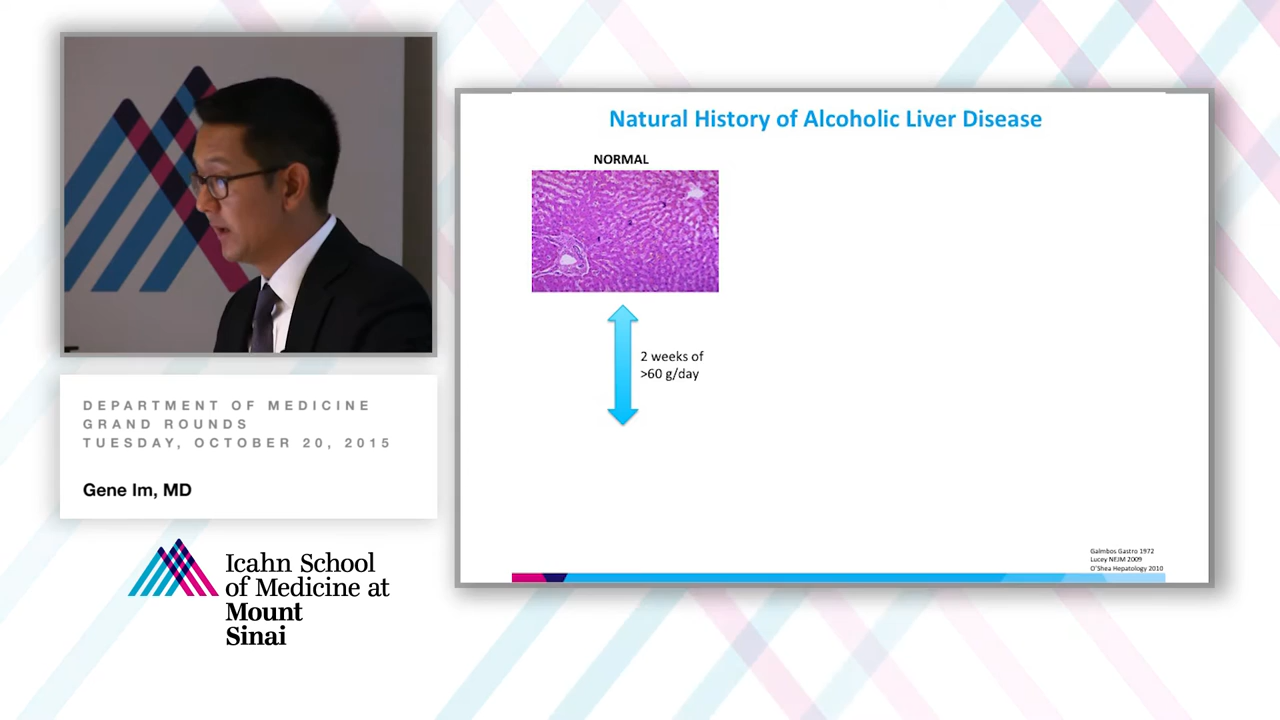 DEPARTMENT OF MEDICINE
GRAND ROUNDS
TUESDAY, OCTOBER 20, 2015
Gene Im, MD
Icahn School
of Medicine at
Mount
Sinai
Natural History of Alcoholic Liver Disease
NORMAL
2 weeks of
>60 g/day
Galmbos Gastro 1972
Lucey NEJM 2009
O'Shea Hepatology 2010